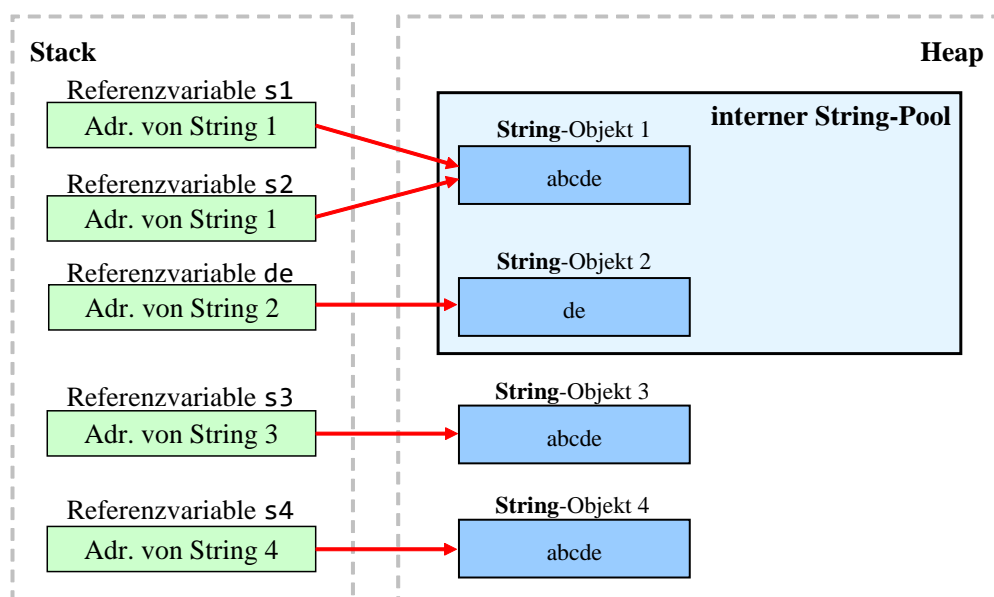 Stack
Heap
Referenzvariable s1
Adr. von String 1
interner String-Pool
String-Objekt 1
abcde
Referenzvariable s2
Adr. von String 1
Referenzvariable de
Adr. von String 2
String-Objekt 2
de
Referenzvariable s3
Adr. von String 3
String-Objekt 3
abcde
Referenzvariable s4
Adr. von String 4
String-Objekt 4
abcde